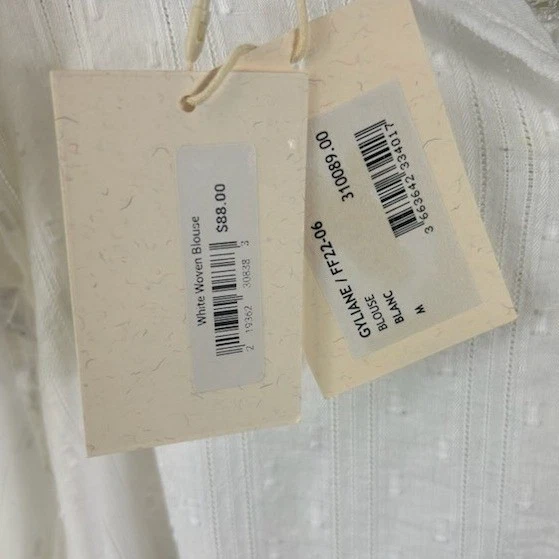 White Woven Blouse
$88.00
2 19362 30838 3
GYLIANE / FF22-06
310089.00
BLOUSE
BLANC
M
3 663642 334017